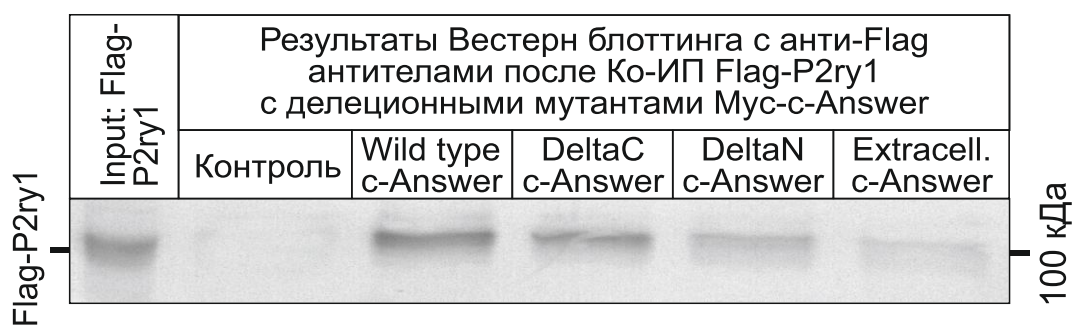 Input: Flag-
P2ry1
Результаты Вестерн блоттинга с анти-Flag
антителами после Ко-ИП Flag-P2ry1
с делеционными мутантами Myc-c-Answer
Контроль
Wild type
c-Answer
DeltaC
c-Answer
DeltaN
c-Answer
Extracell.
c-Answer
Flag-P2ry1
100 кДа